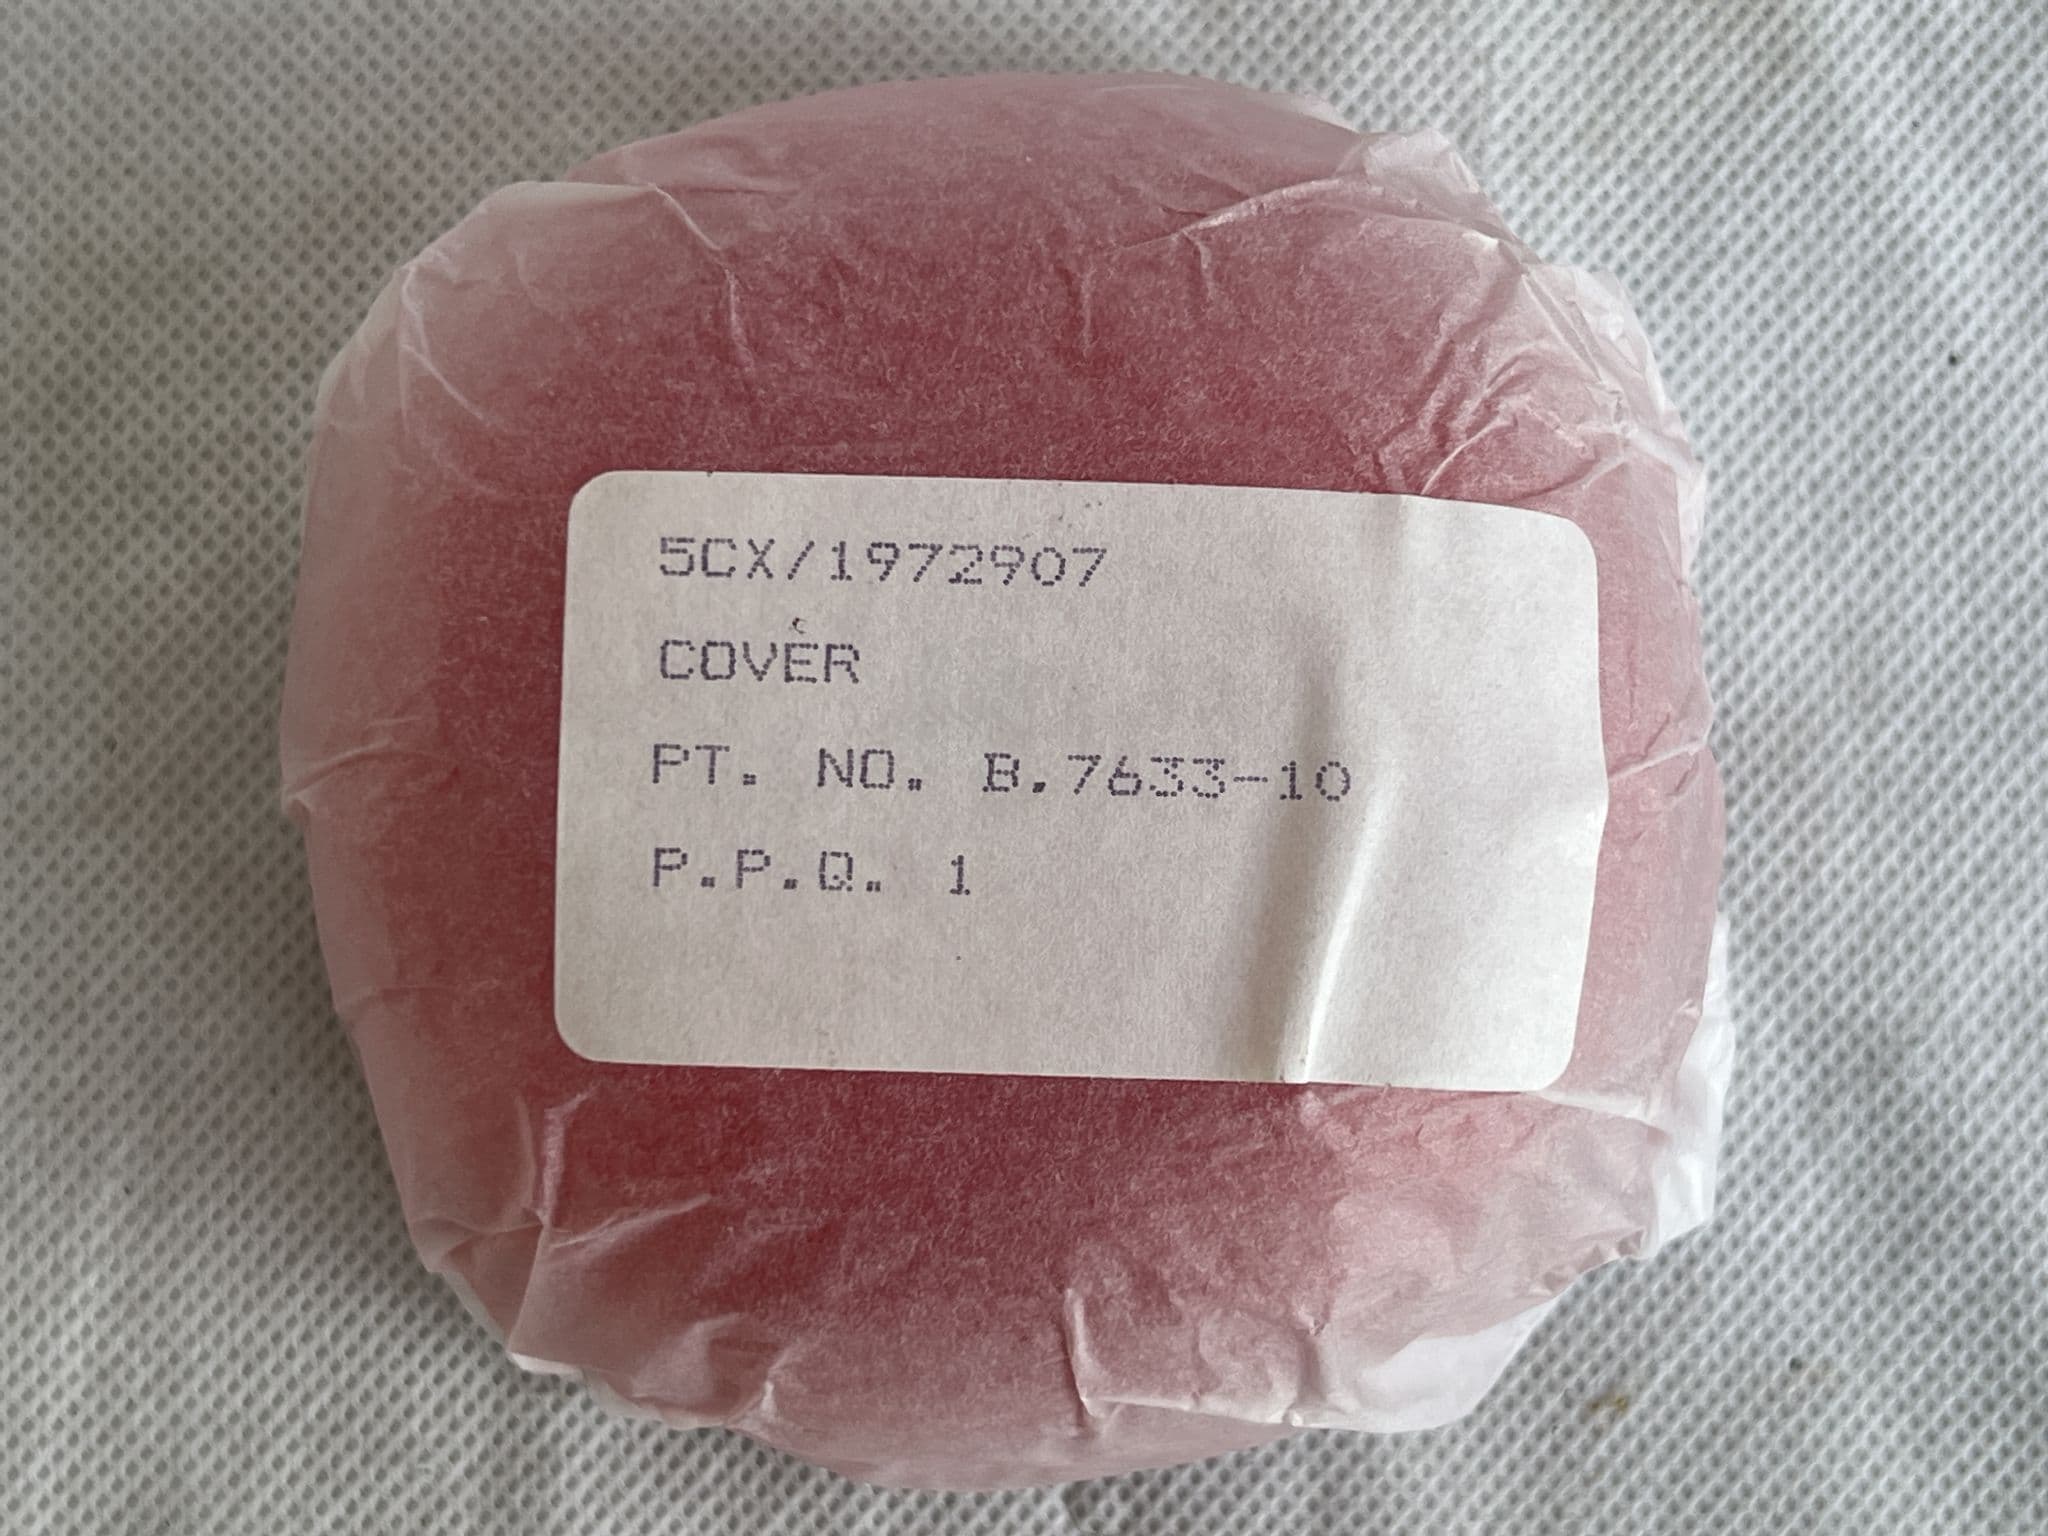 5CX/1972907
COVER
PT. NO. B.7633-10
P.P.Q. 1